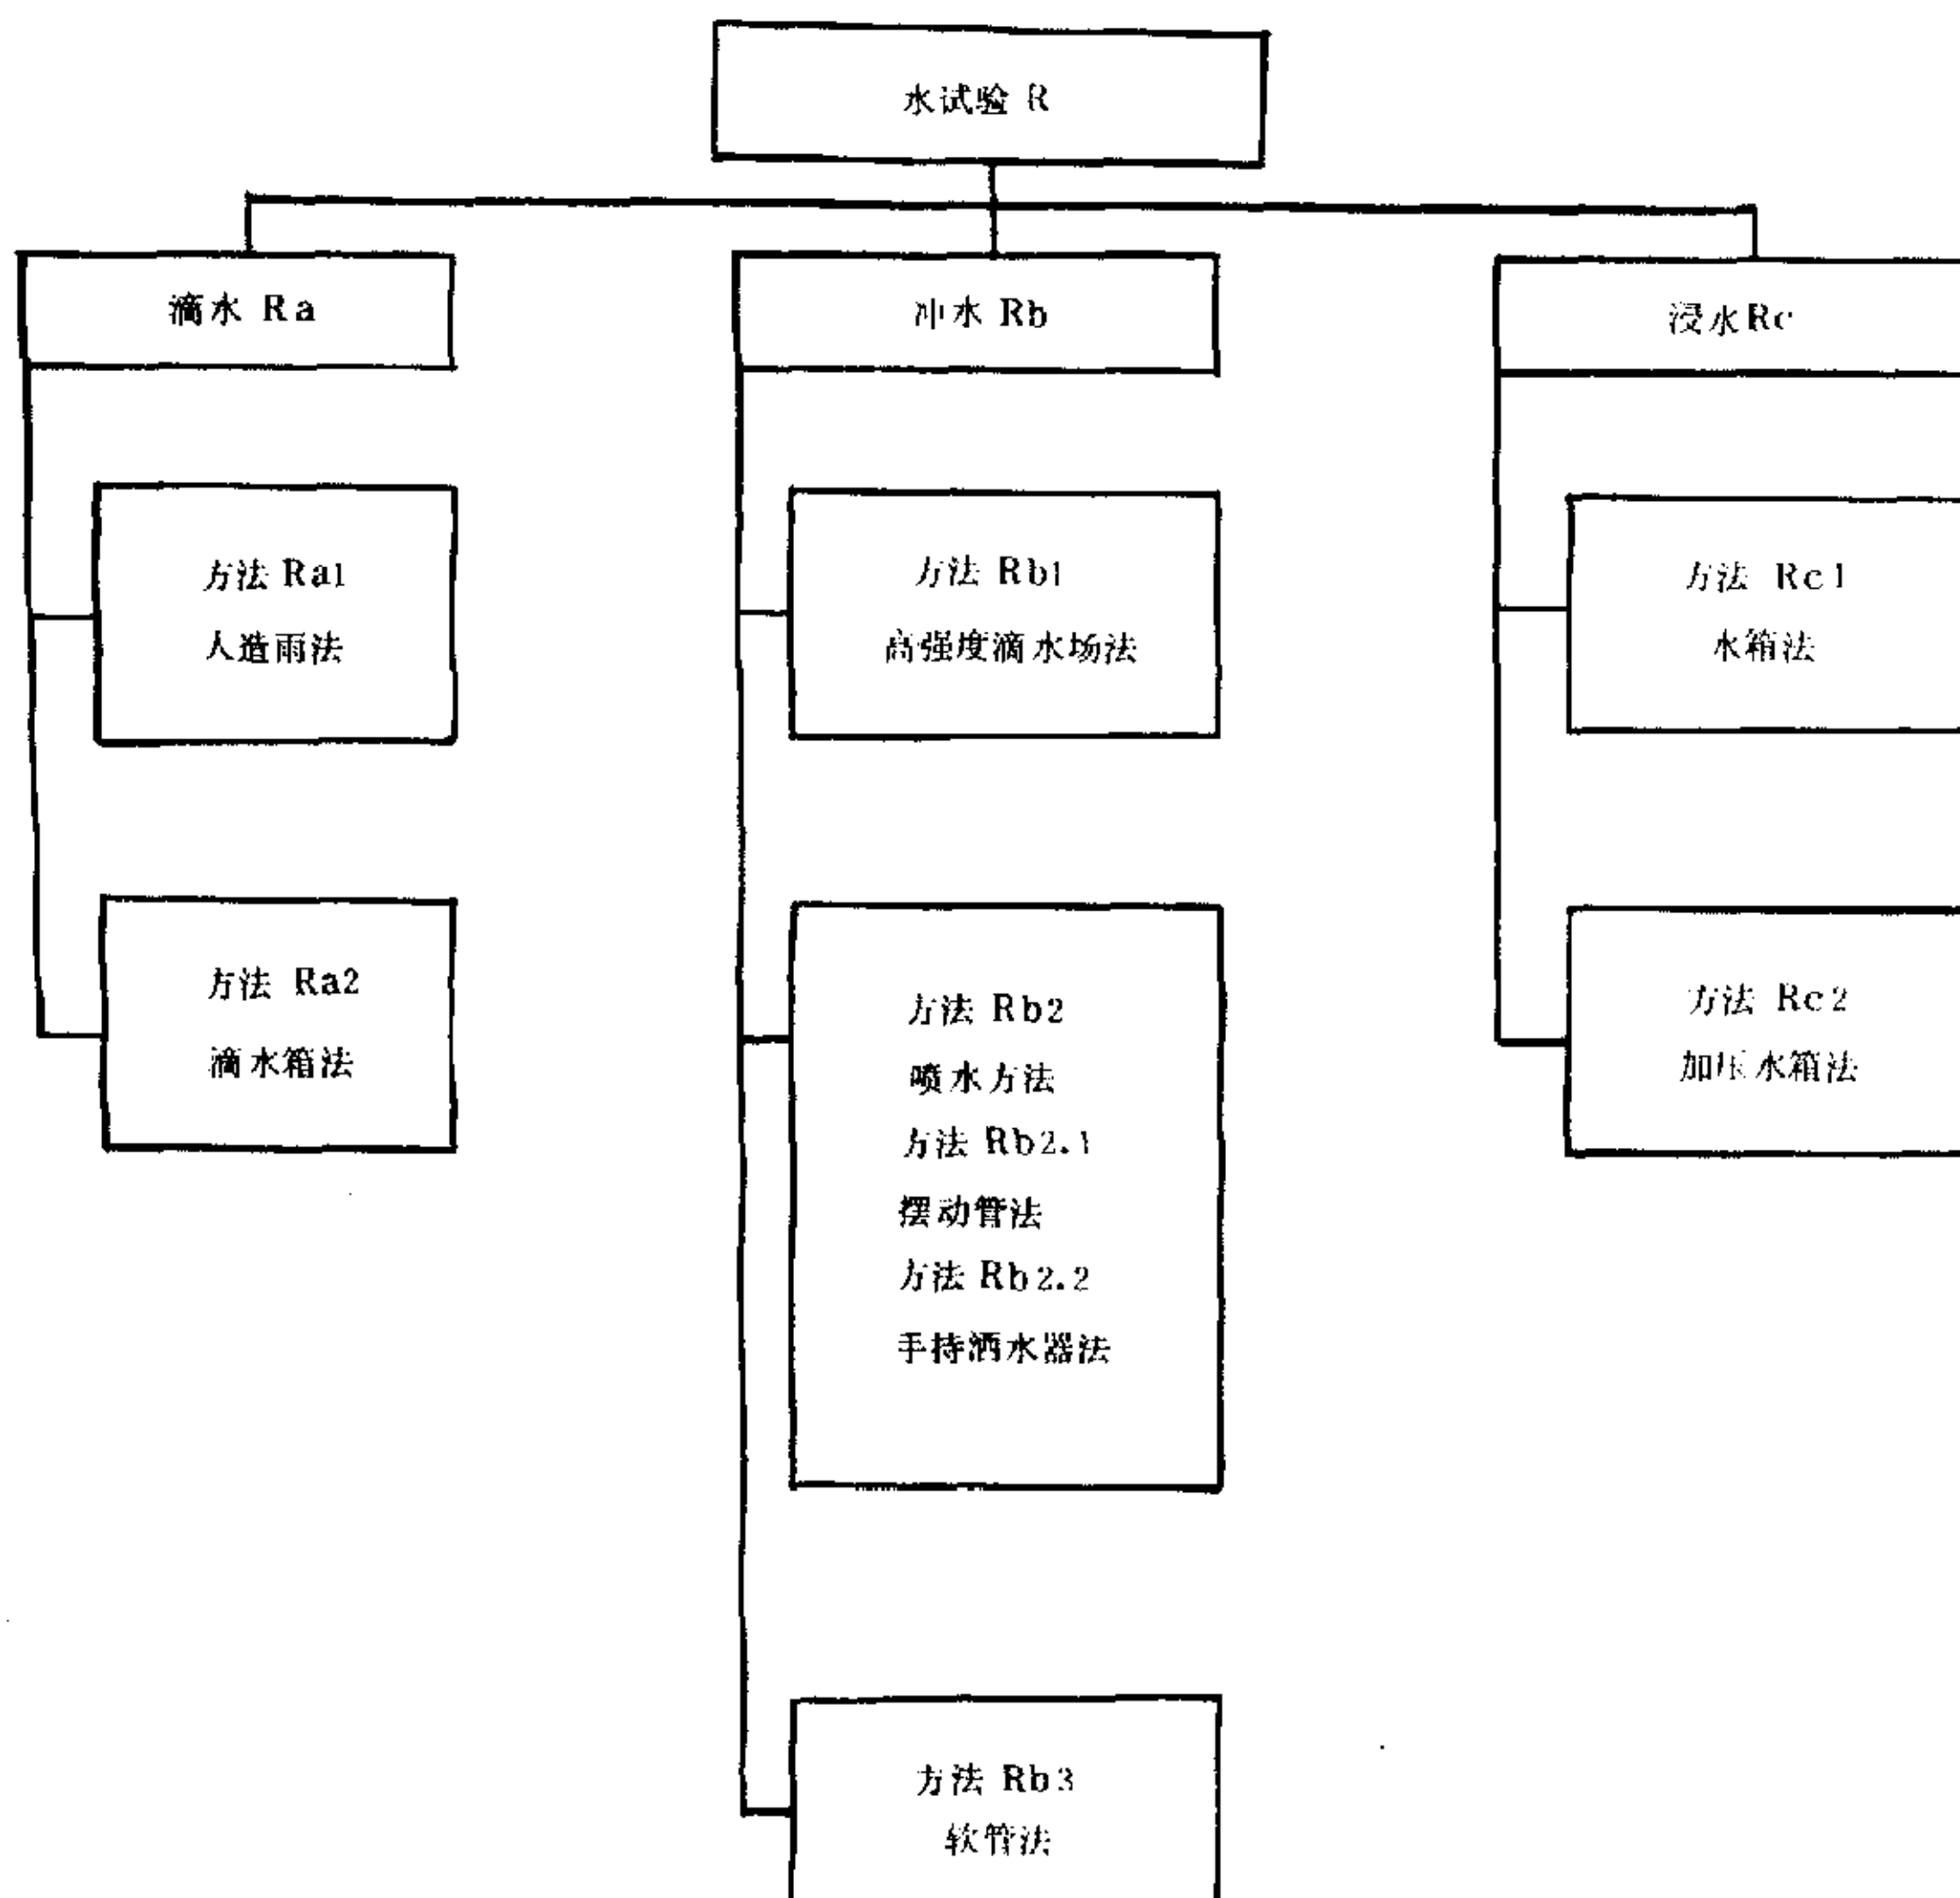 水试验 R
滴水 Ra
冲水 Rb
浸水Rc
方法 Ra1
人造雨法
方法 Rb1
高强度滴水场法
方法 Rc1
水箱法
方法 Ra2
滴水箱法
方法 Rb2
喷水方法
方法 Rb2.1
摆动管法
方法 Rb2.2
手持洒水器法
方法 Rc2
加压水箱法
方法 Rb3
软管法